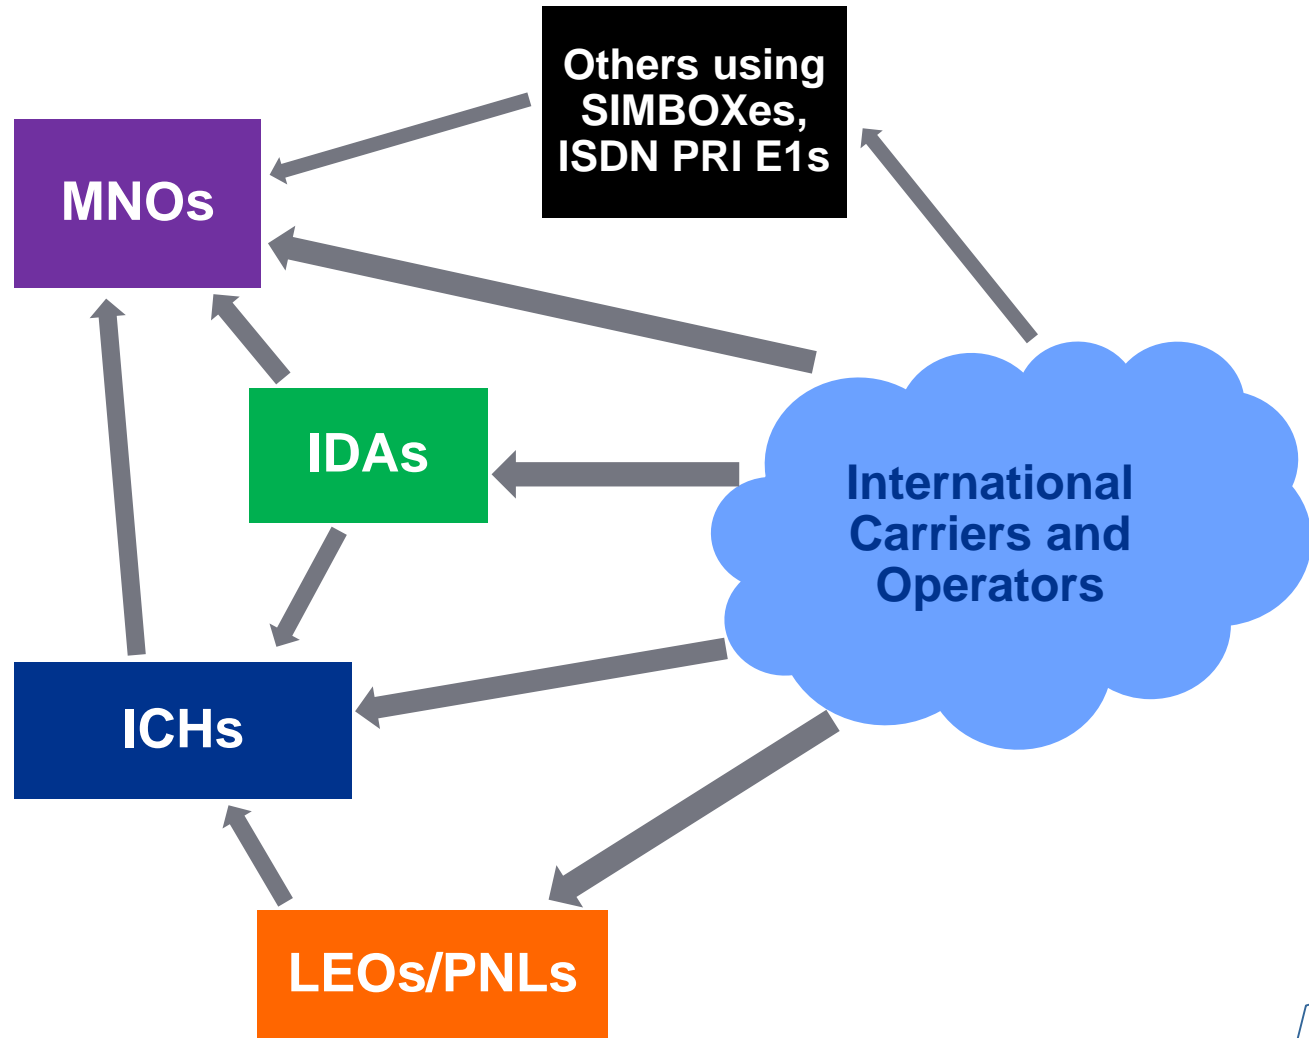 Others using
SIMBOXes,
ISDN PRI E1s
MNOs
IDAs
International
Carriers and
Operators
ICHs
LEOs/PNLs